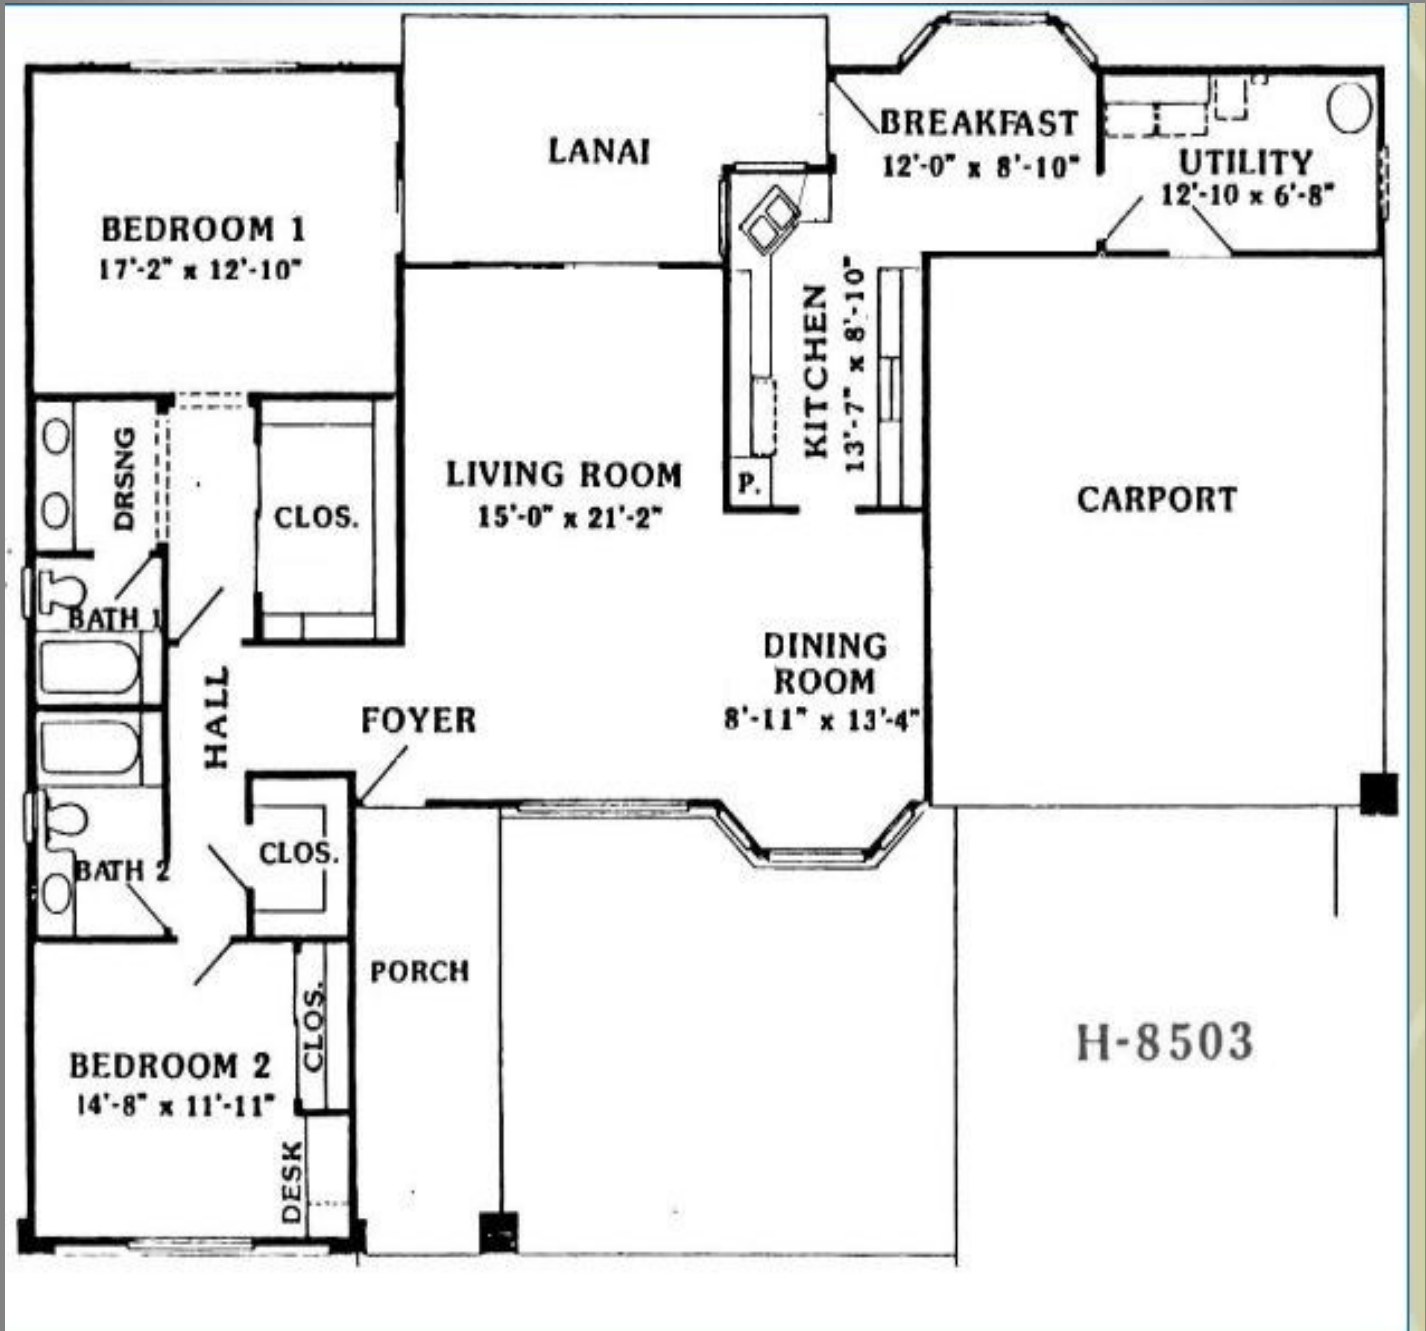 LANAI
BREAKFAST
12'-0" x 8'-10"
UTILITY
12'-10 x 6'-8"
BEDROOM 1
17'-2" x 12'-10"
KITCHEN
13'-7" x 8'-10"
DRSNG
CLOS.
LIVING ROOM
15'-0" x 21'-2"
P.
CARPORT
BATH 1
HALL
FOYER
DINING
ROOM
8'-11" x 13'-4"
CLOS.
BATH 2
PORCH
CLOS.
BEDROOM 2
14'-8" x 11'-11"
DESK
H-8503